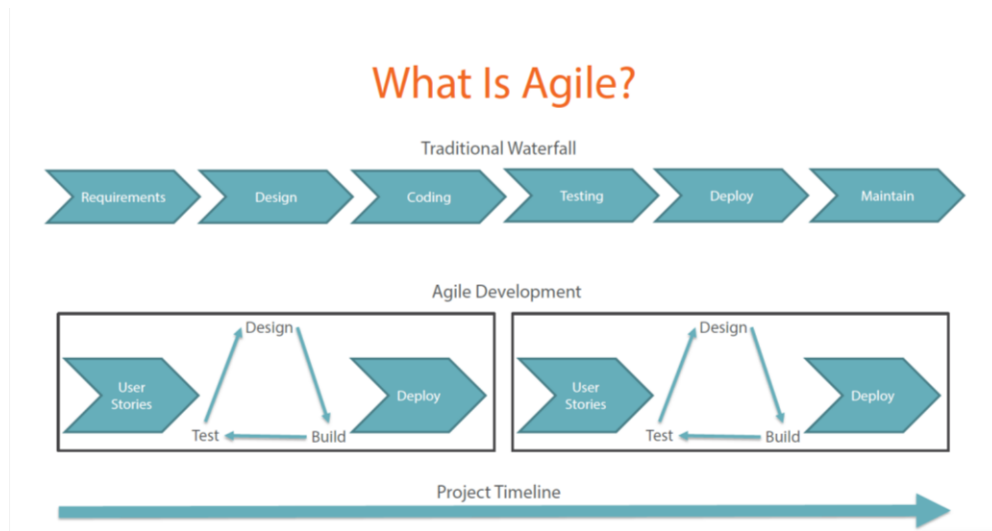 What Is Agile?
Traditional Waterfall
Requirements
Design
Coding
Testing
Deploy
Maintain
Agile Development
User
Stories
Design
Test
Build
Deploy
User
Stories
Design
Test
Build
Deploy
Project Timeline